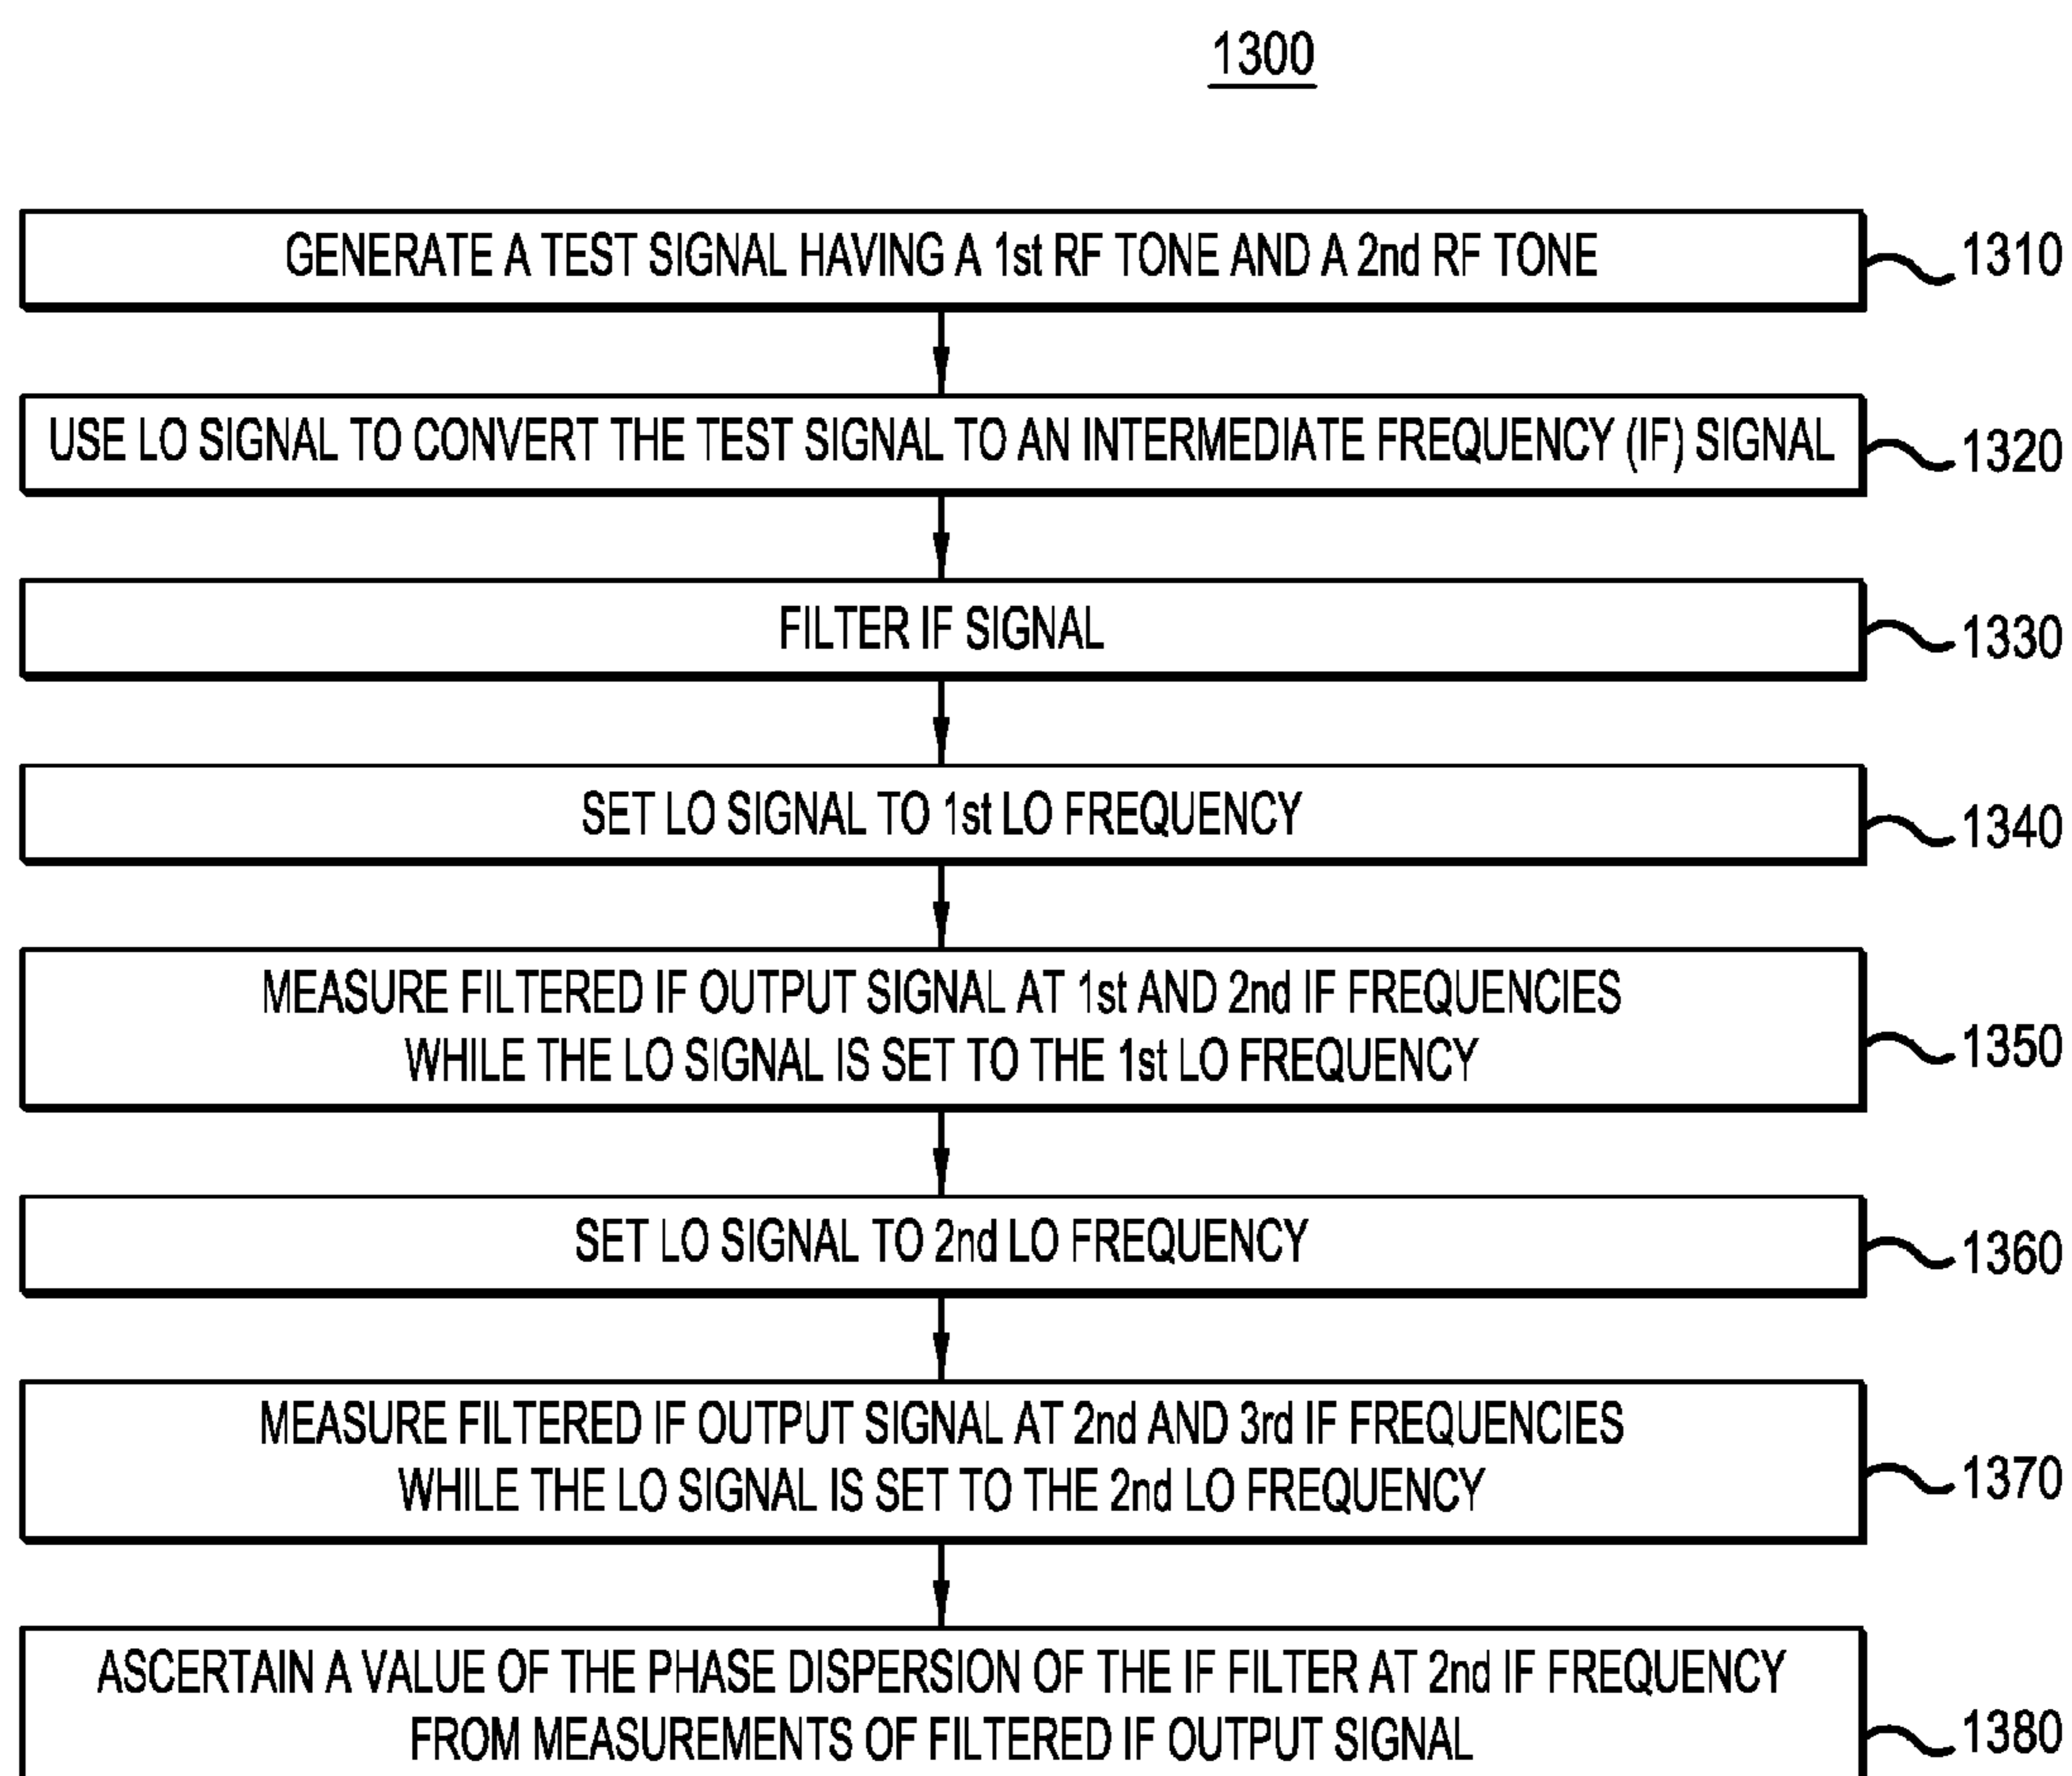 1300
GENERATE A TEST SIGNAL HAVING A 1st RF TONE AND A 2nd RF TONE
1310
USE LO SIGNAL TO CONVERT THE TEST SIGNAL TO AN INTERMEDIATE FREQUENCY (IF) SIGNAL
1320
FILTER IF SIGNAL
1330
SET LO SIGNAL TO 1st LO FREQUENCY
1340
MEASURE FILTERED IF OUTPUT SIGNAL AT 1st AND 2nd IF FREQUENCIES
WHILE THE LO SIGNAL IS SET TO THE 1st LO FREQUENCY
1350
SET LO SIGNAL TO 2nd LO FREQUENCY
1360
MEASURE FILTERED IF OUTPUT SIGNAL AT 2nd AND 3rd IF FREQUENCIES
WHILE THE LO SIGNAL IS SET TO THE 2nd LO FREQUENCY
1370
ASCERTAIN A VALUE OF THE PHASE DISPERSION OF THE IF FILTER AT 2nd IF FREQUENCY
FROM MEASUREMENTS OF FILTERED IF OUTPUT SIGNAL
1380